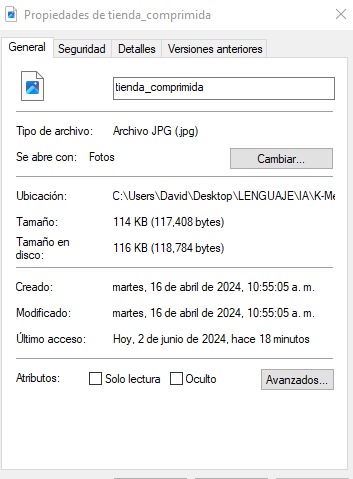 Propiedades de tienda_comprimida
General Seguridad Detalles Versiones anteriores
tienda_comprimida
Tipo de archivo: Archivo JPG (.jpg)
Se abre con: Fotos Cambiar...
Ubicación: C:\Users\David\Desktop\LENGUAJE\IA\K-Me
Tamaño: 114 KB (117,408 bytes)
Tamaño en
disco: 116 KB (118,784 bytes)
Creado: martes, 16 de abril de 2024, 10:55:05 a. m.
Modificado: martes, 16 de abril de 2024, 10:55:05 a. m.
Último acceso: Hoy, 2 de junio de 2024, hace 18 minutos
Atributos: Solo lectura Oculto Avanzados...